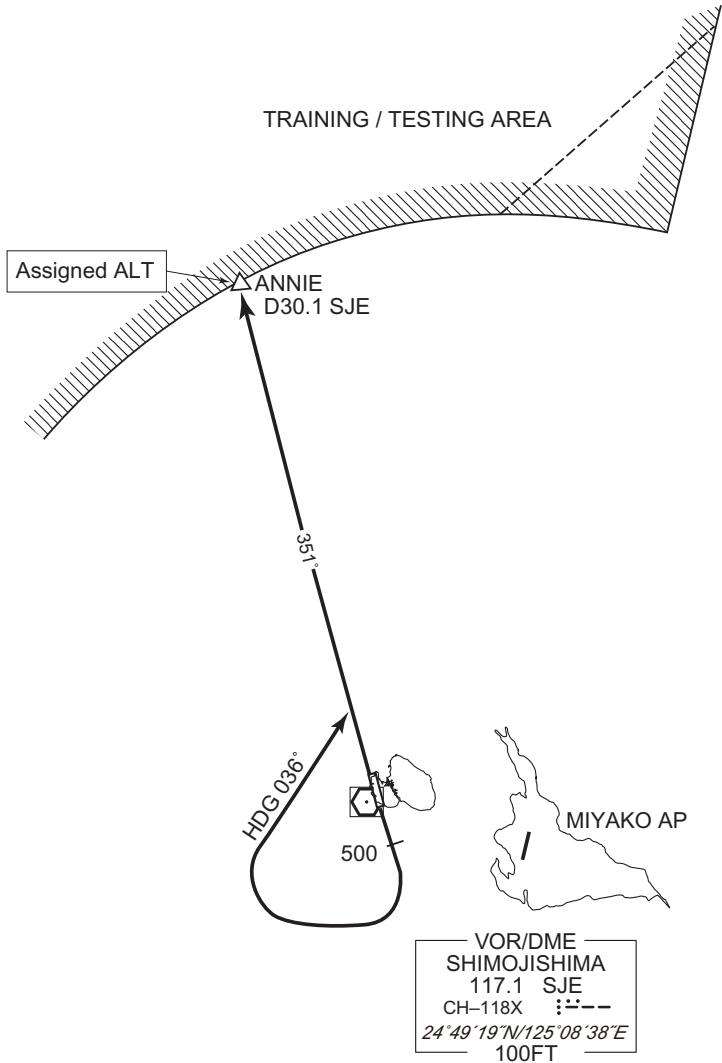 TRAINING / TESTING AREA
Assigned ALT
ANNIE
D30.1 SJE
351°
HDG 036°
500
MIYAKO AP
VOR/DME
SHIMOJISHIMA
117.1 SJE
CH–118X
24°49´19˝N/125°08´38˝E
100FT